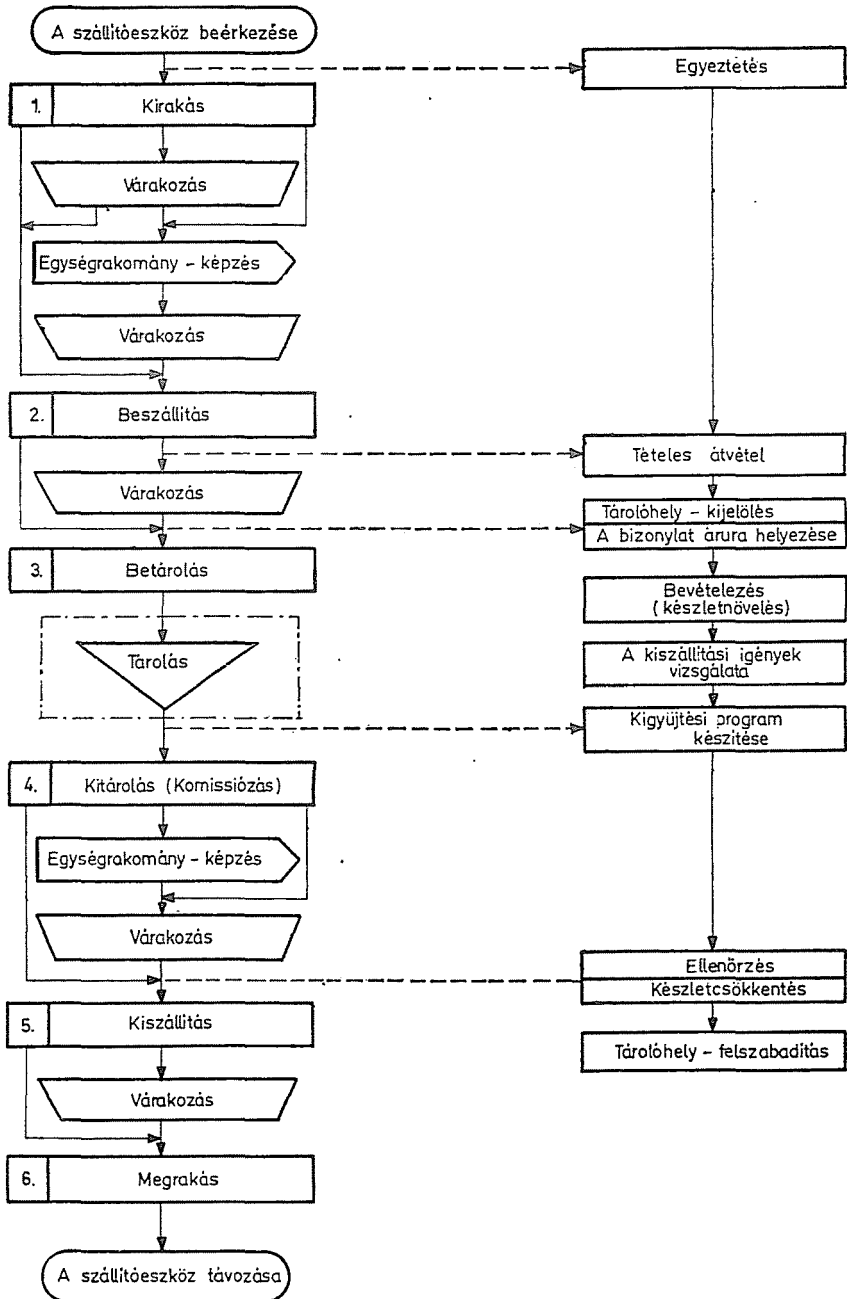 A szállítóeszköz beérkezése
Egyeztetés
1. Kirakás
Várakozás
Egységrakomány - képzés
Várakozás
2. Beszállítás
Tételes átvétel
Várakozás
Tárolóhely - kijelölés
A bizonylat árura helyezése
3. Betárolás
Bevételezés
(készletnövelés)
Tárolás
A kiszállítási igények
vizsgálata
Kigyüjtési program
készítése
4. Kitárolás (Komissiózás)
Egységrakomány - képzés
Várakozás
Ellenörzés
Készletcsökkentés
5. Kiszállítás
Tárolóhely - felszabadítás
Várakozás
6. Megrakás
A szállítóeszköz távozása